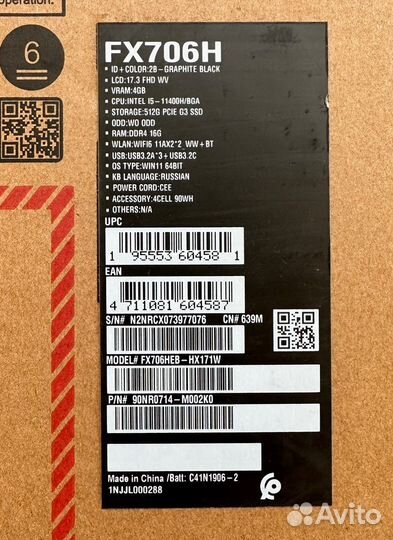 operation.
6
FX706H
• ID+COLOR:2B-GRAPHITE BLACK
• LCD:17.3 FHD WV
• VRAM:4GB
• CPU:INTEL I5-11400H/BGA
• STORAGE:512G PCIE G3 SSD
• ODD:WO ODD
• RAM:DDR4 16G
• WLAN:WIFI6 11AX2*2_WW+BT
• USB:USB3.2A*3+USB3.2C
• OS TYPE:WIN11 64BIT
• KB LANGUAGE:RUSSIAN
• POWER CORD:CEE
• ACCESSORY:4CELL 90WH
• OTHERS:N/A
UPC
1 95553 60458 1
EAN
4 711081 604587
S/N# N2NRCX073977076 CN# 639M
MODEL# FX706HEB-HX171W
P/N# 90NR0714-M002K0
Made in China /Batt: C41N1906-2
1NJJL000288
Avito